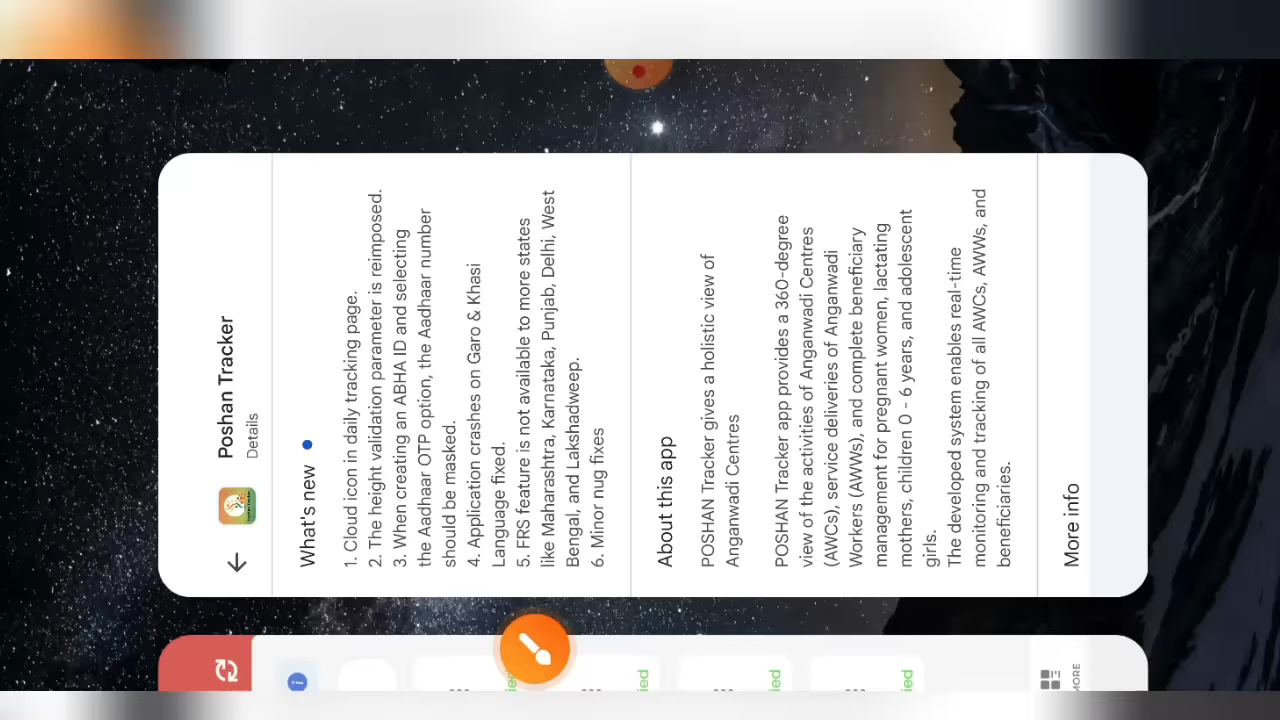 Poshan Tracker
Details
What's new
1. Cloud icon in daily tracking page.
2. The height validation parameter is reimposed.
3. When creating an ABHA ID and selecting
the Aadhaar OTP option, the Aadhaar number
should be masked.
4. Application crashes on Garo & Khasi
Language fixed.
5. FRS feature is not available to more states
like Maharashtra, Karnataka, Punjab, Delhi, West
Bengal, and Lakshadweep.
6. Minor nug fixes
About this app
POSHAN Tracker gives a holistic view of
Anganwadi Centres
POSHAN Tracker app provides a 360-degree
view of the activities of Anganwadi Centres
(AWCs), service deliveries of Anganwadi
Workers (AWWs), and complete beneficiary
management for pregnant women, lactating
mothers, children 0 - 6 years, and adolescent
girls.
The developed system enables real-time
monitoring and tracking of all AWCs, AWWs, and
beneficiaries.
More info
MORE